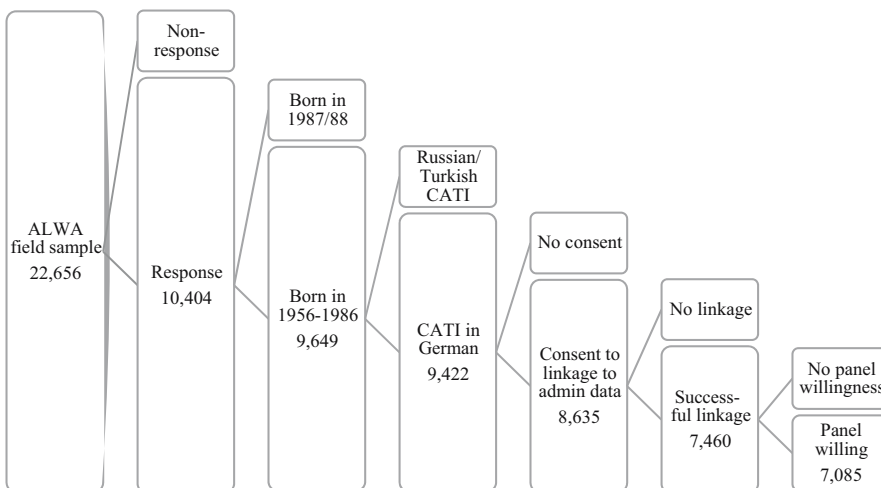 ALWA
field sample
22,656
Non-
response
Response
10,404
Born in
1987/88
Born in
1956-1986
9,649
Russian/
Turkish
CATI
CATI in
German
9,422
No consent
Consent to
linkage to
admin data
8,635
No linkage
Success-
ful linkage
7,460
No panel
willingness
Panel
willing
7,085